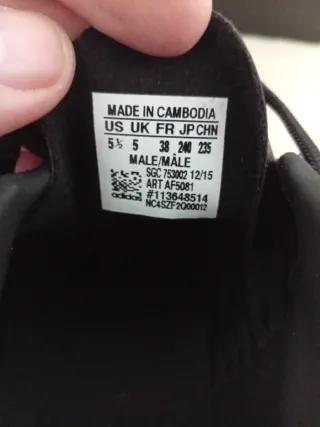 MADE IN CAMBODIA
US UK FR JP CHN
5½ 5 38 240 235
MALE/MÂLE
SGC 753002 12/15
ART AF5081
#113648514
NC4SZF2Q00012
adidas